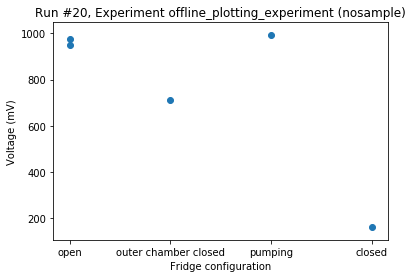 Run #20, Experiment offline_plotting_experiment (nosample)
1000
800
600
400
200
Voltage (mV)
open
outer chamber closed
pumping
closed
Fridge configuration